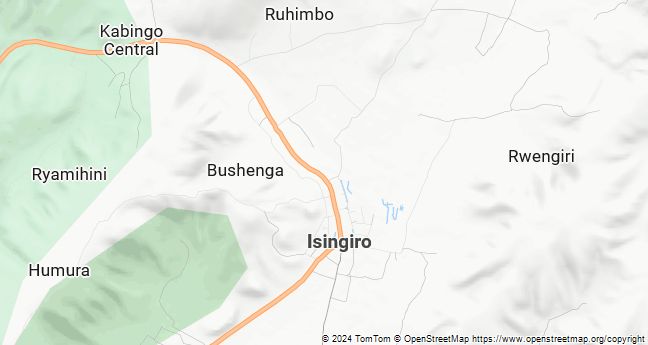 Ruhimbo
Kabingo
Central
Rwengiri
Bushenga
Ryamihini
Isingiro
Humura
© 2024 TomTom © OpenStreetMap https://www.openstreetmap.org/copyright